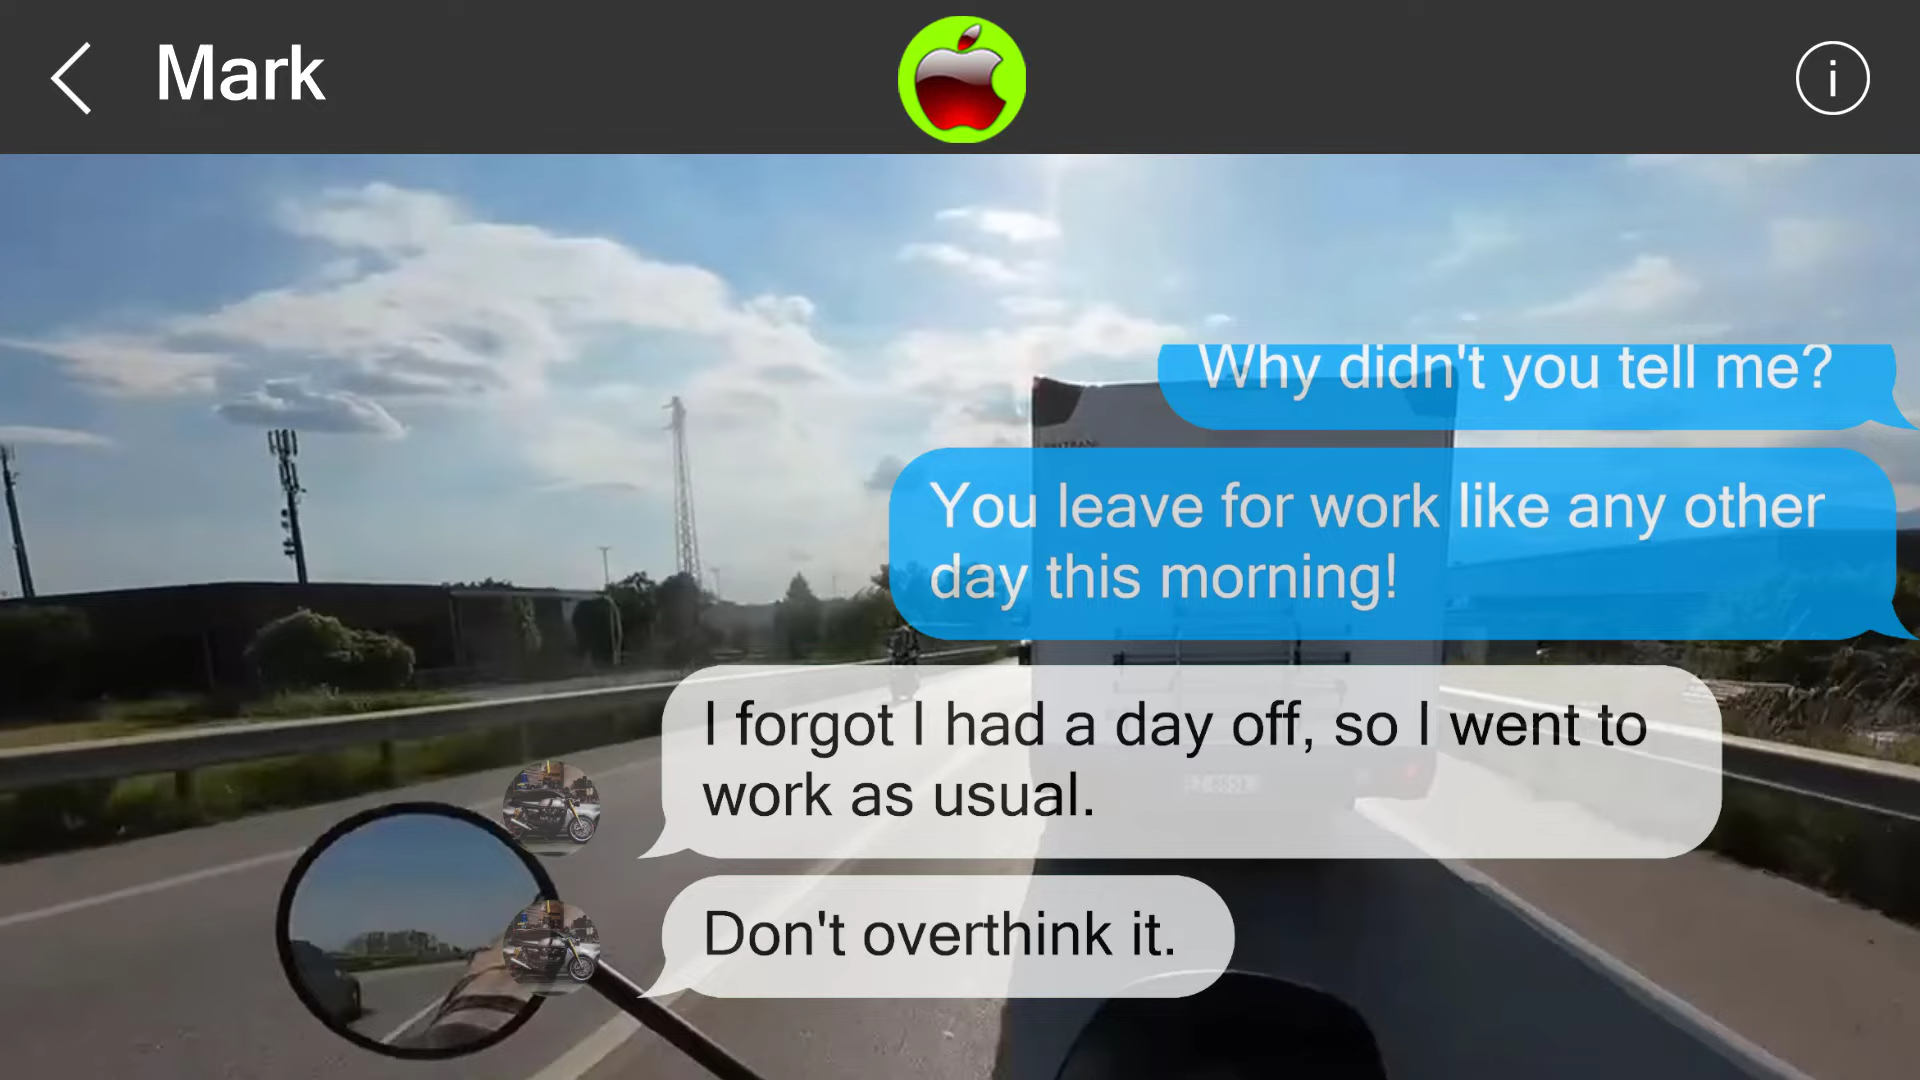 Mark
i
Why didn't you tell me?
You leave for work like any other
day this morning!
I forgot I had a day off, so I went to
work as usual.
Don't overthink it.